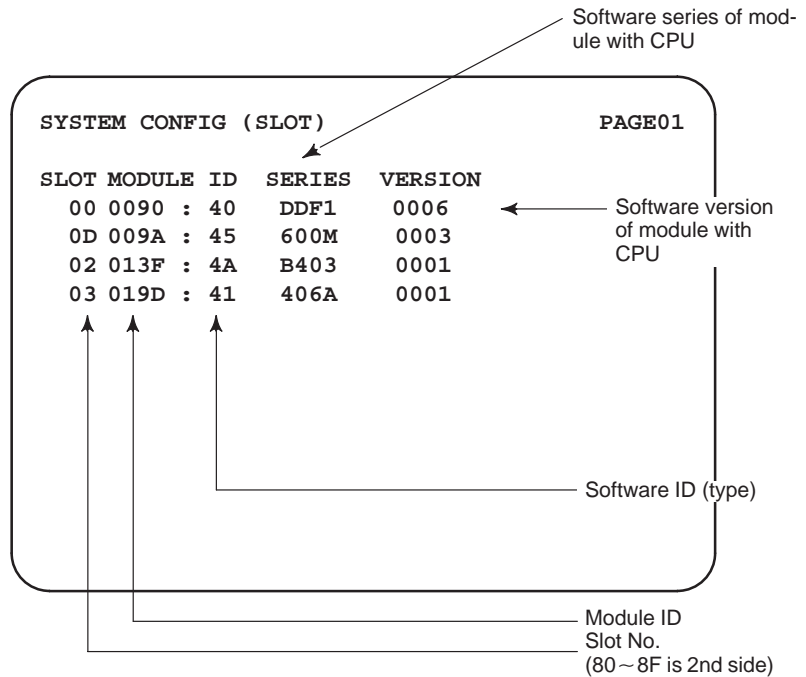 Software series of mod-
ule with CPU
SYSTEM CONFIG (SLOT) PAGE01
SLOT MODULE ID SERIES VERSION
00 0090 : 40 DDF1 0006
0D 009A : 45 600M 0003
02 013F : 4A B403 0001
03 019D : 41 406A 0001
Software version
of module with
CPU
Software ID (type)
Module ID
Slot No.
(80∼8F is 2nd side)